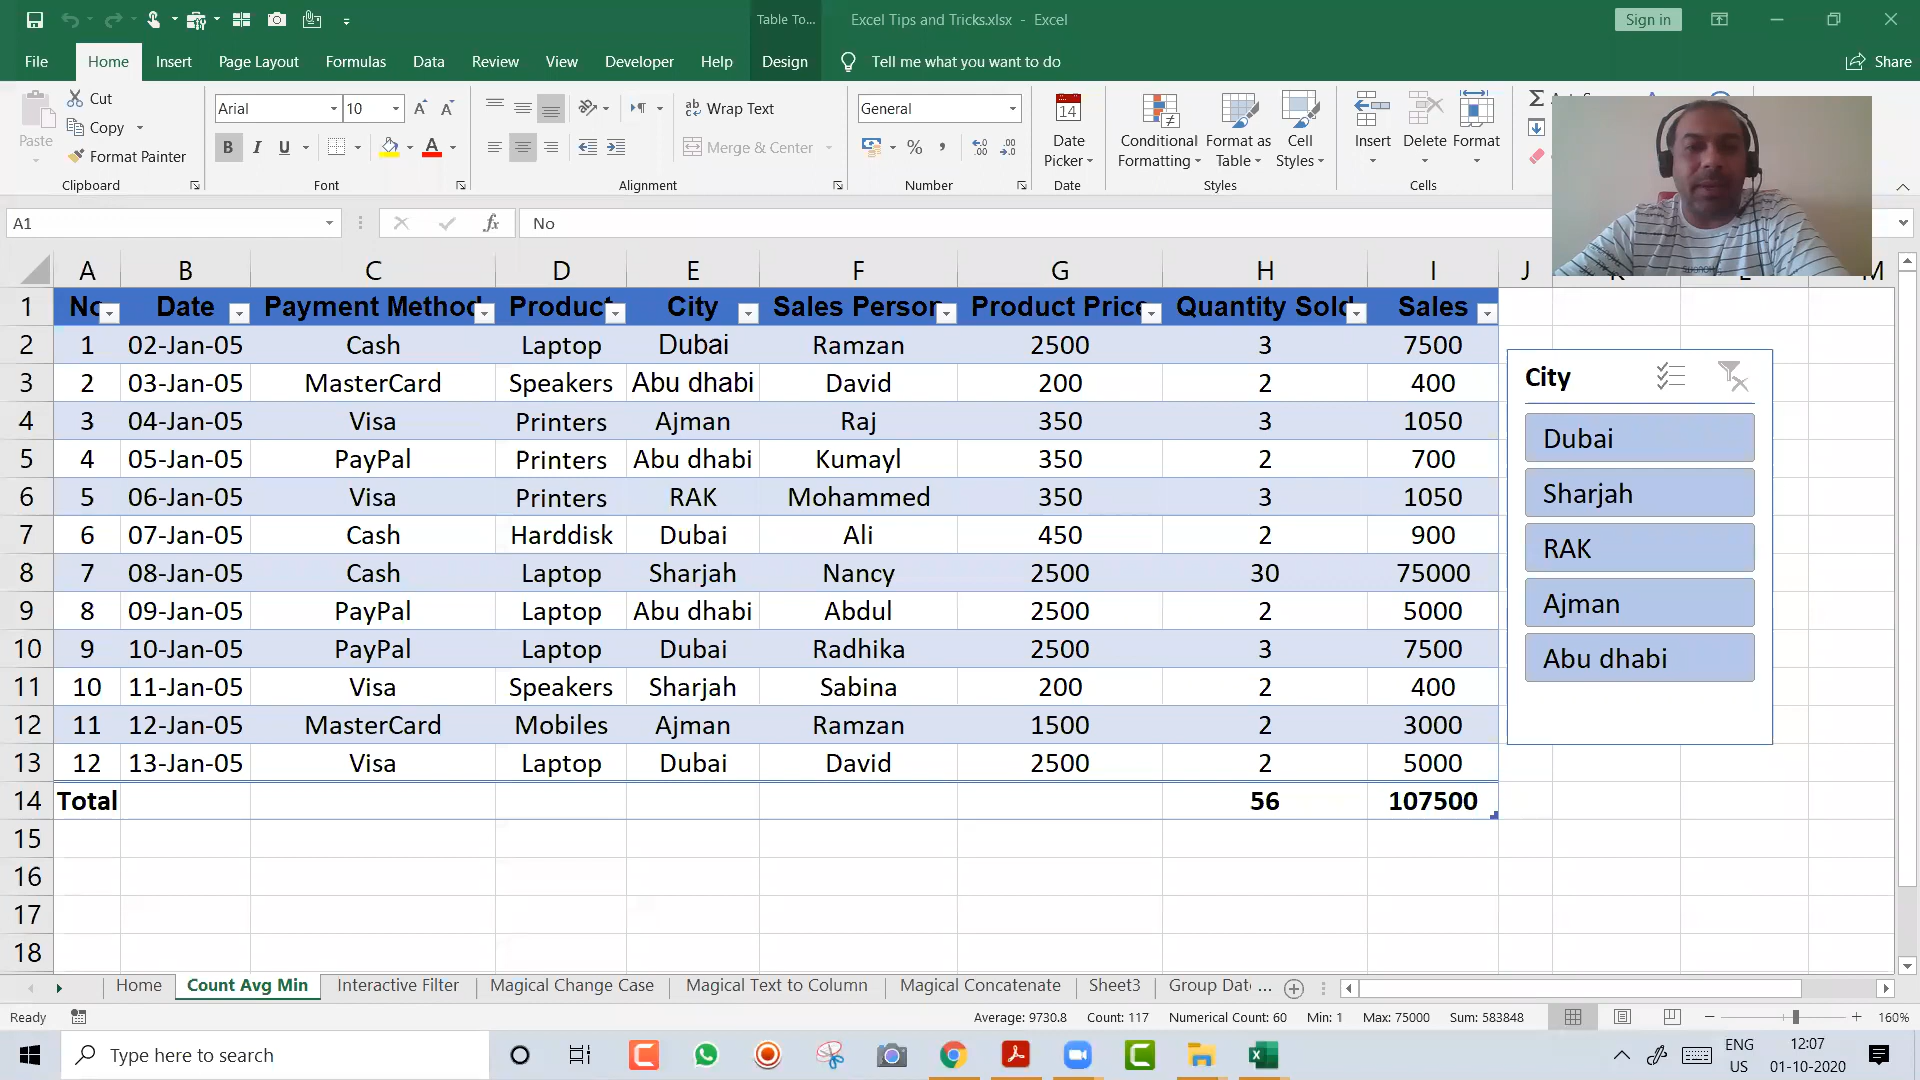 Table To... Excel Tips and Tricks.xlsx - Excel Sign in
File Home Insert Page Layout Formulas Data Review View Developer Help Design Tell me what you want to do Share
Cut
Copy
Format Painter
Paste
Clipboard
Arial 10
B I U
Font
Wrap Text
Merge & Center
Alignment
General
Number
Date Picker
Date
Conditional Formatting
Format as Table
Cell Styles
Styles
Insert Delete Format
Cells
A1 fx No
A B C D E F G H I J M
1 No Date Payment Method Product City Sales Person Product Price Quantity Sold Sales
2 1 02-Jan-05 Cash Laptop Dubai Ramzan 2500 3 7500
3 2 03-Jan-05 MasterCard Speakers Abu dhabi David 200 2 400
4 3 04-Jan-05 Visa Printers Ajman Raj 350 3 1050
5 4 05-Jan-05 PayPal Printers Abu dhabi Kumayl 350 2 700
6 5 06-Jan-05 Visa Printers RAK Mohammed 350 3 1050
7 6 07-Jan-05 Cash Harddisk Dubai Ali 450 2 900
8 7 08-Jan-05 Cash Laptop Sharjah Nancy 2500 30 75000
9 8 09-Jan-05 PayPal Laptop Abu dhabi Abdul 2500 2 5000
10 9 10-Jan-05 PayPal Laptop Dubai Radhika 2500 3 7500
11 10 11-Jan-05 Visa Speakers Sharjah Sabina 200 2 400
12 11 12-Jan-05 MasterCard Mobiles Ajman Ramzan 1500 2 3000
13 12 13-Jan-05 Visa Laptop Dubai David 2500 2 5000
14 Total 56 107500
15
16
17
18
City
Dubai
Sharjah
RAK
Ajman
Abu dhabi
Home Count Avg Min Interactive Filter Magical Change Case Magical Text to Column Magical Concatenate Sheet3 Group Dat ...
Ready Average: 9730.8 Count: 117 Numerical Count: 60 Min: 1 Max: 75000 Sum: 583848 160%
Type here to search ENG US 12:07 01-10-2020